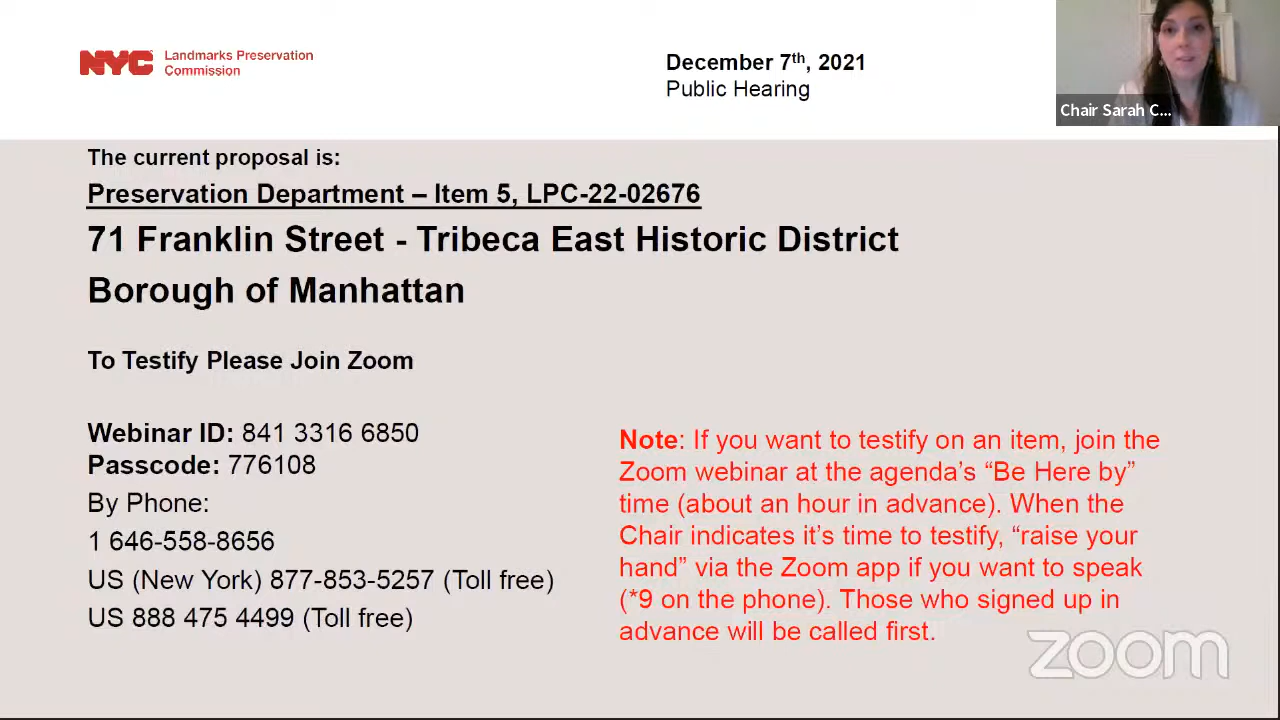 NYC Landmarks Preservation
Commission
December 7th, 2021
Public Hearing
Chair Sarah C...
The current proposal is:
Preservation Department – Item 5, LPC-22-02676
71 Franklin Street - Tribeca East Historic District
Borough of Manhattan
To Testify Please Join Zoom
Webinar ID: 841 3316 6850
Passcode: 776108
By Phone:
1 646-558-8656
US (New York) 877-853-5257 (Toll free)
US 888 475 4499 (Toll free)
Note: If you want to testify on an item, join the
Zoom webinar at the agenda’s “Be Here by”
time (about an hour in advance). When the
Chair indicates it’s time to testify, “raise your
hand” via the Zoom app if you want to speak
(*9 on the phone). Those who signed up in
advance will be called first.
zoom